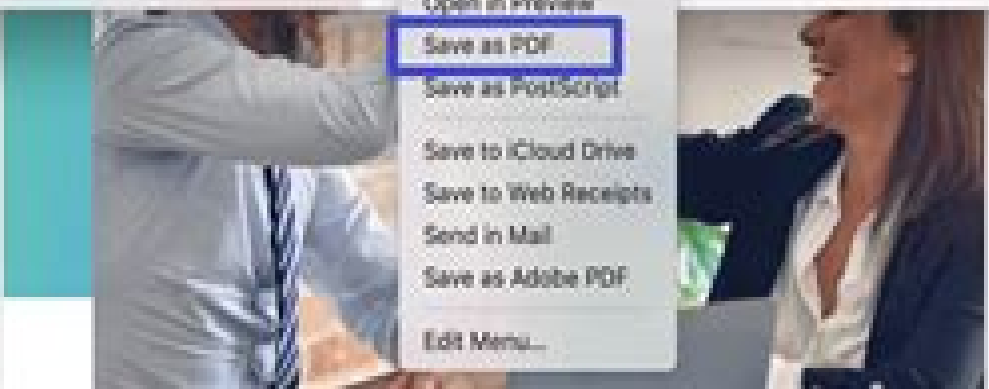 Open in Preview
Save as PDF
Save as PostScript
Save to iCloud Drive
Save to Web Receipts
Send in Mail
Save as Adobe PDF
Edit Menu...